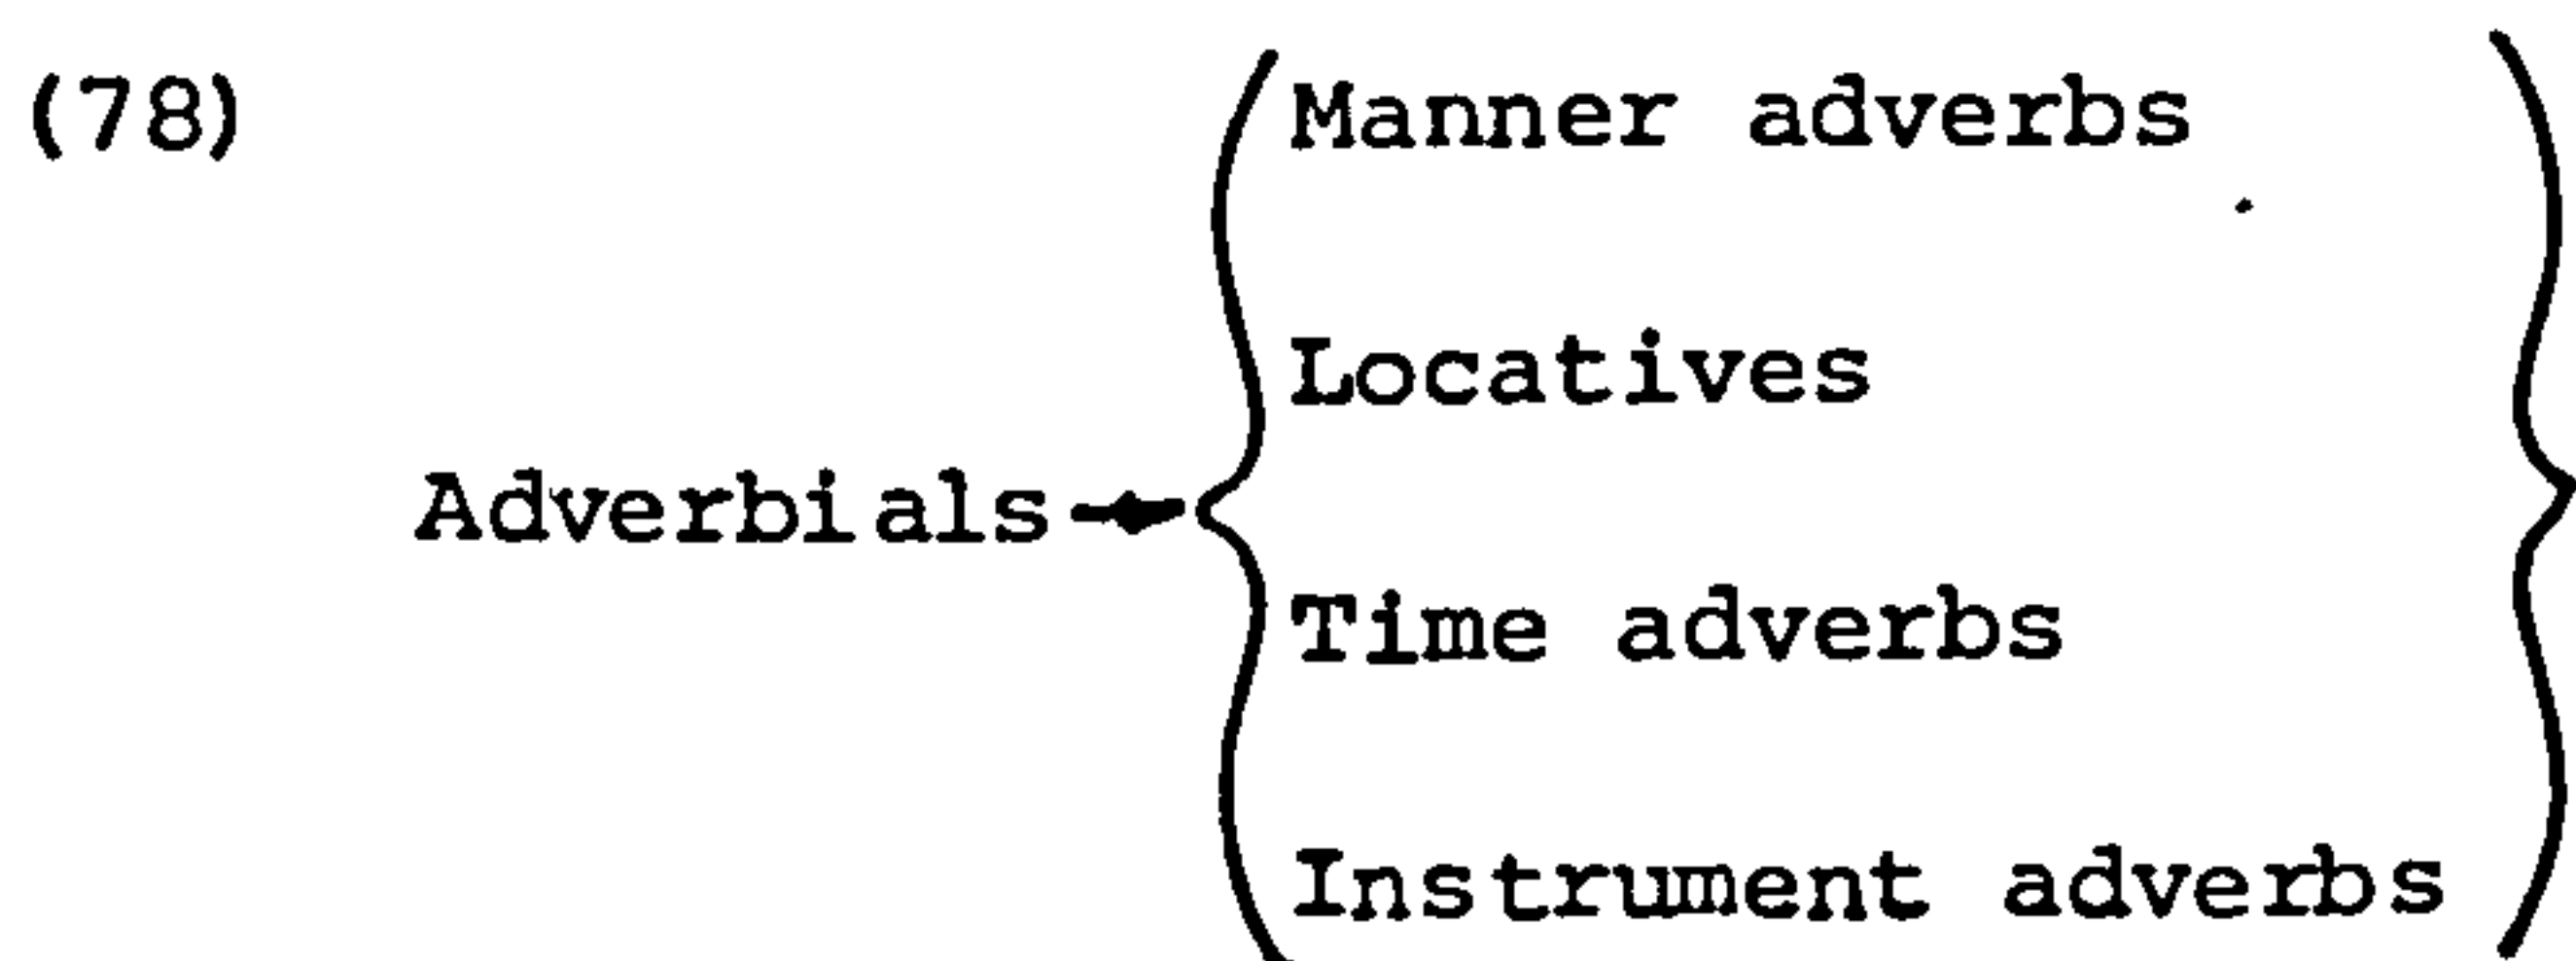 (78)
Manner adverbs
Locatives
Adverbials →
Time adverbs
Instrument adverbs